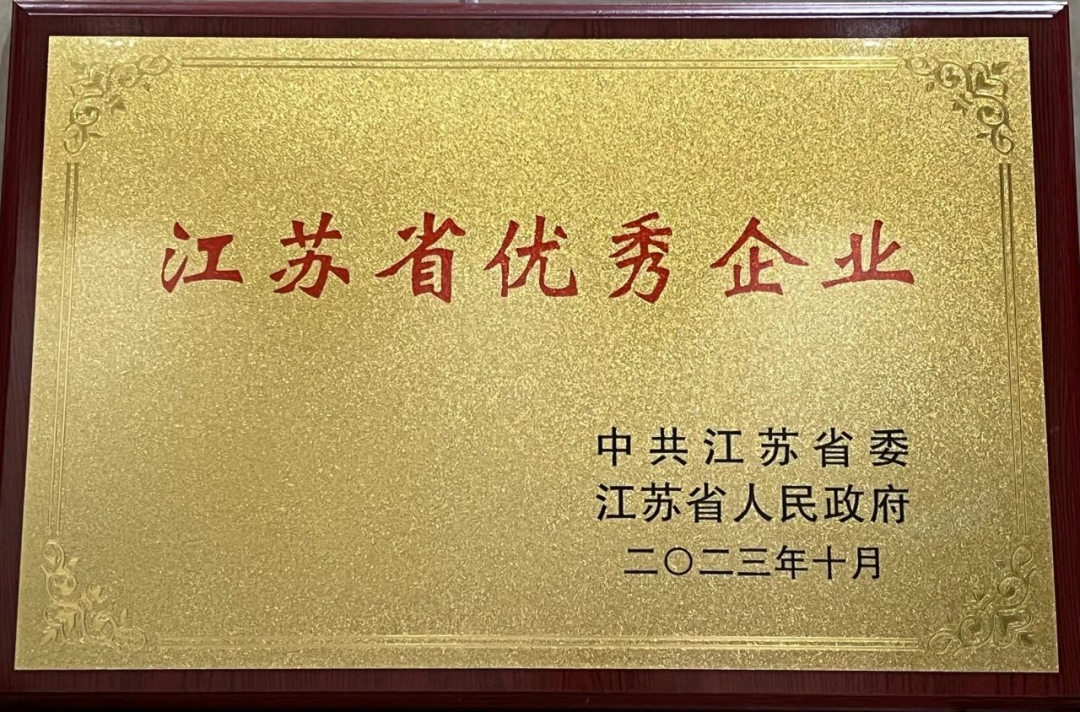 江苏省优秀企业
中共江苏省委
江苏省人民政府
二〇二三年十月